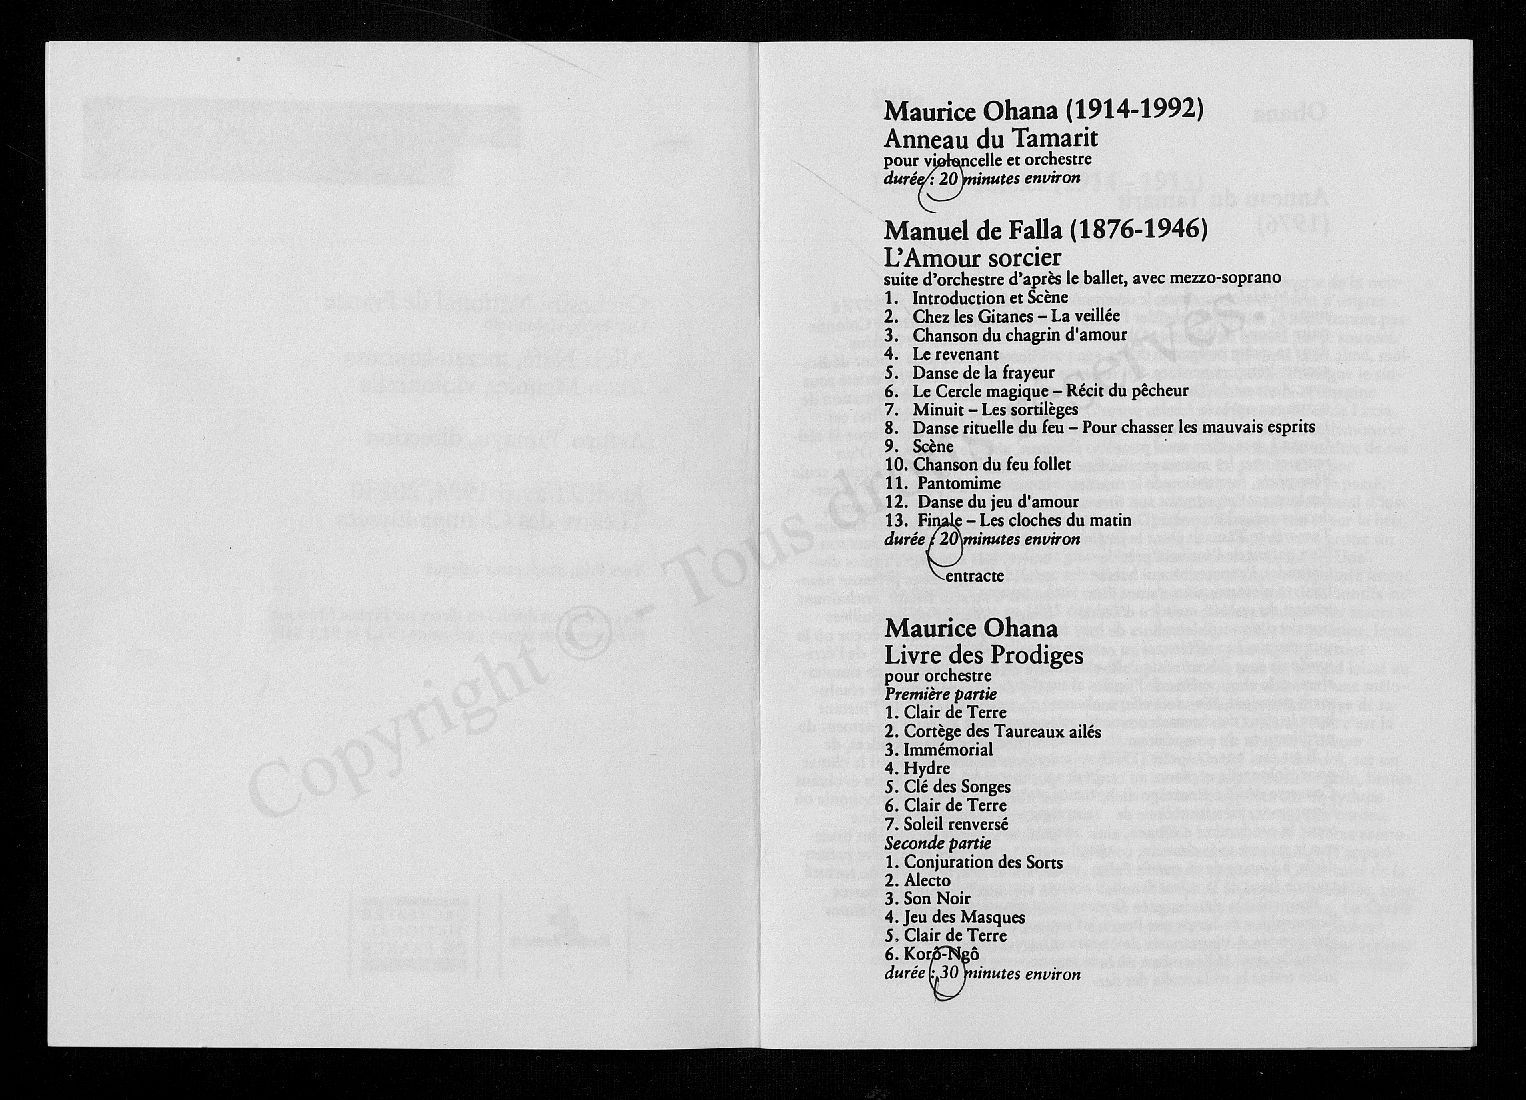 Maurice Ohana (1914-1992)
Anneau du Tamarit
pour violoncelle et orchestre
durée : 20 minutes environ
Manuel de Falla (1876-1946)
L'Amour sorcier
suite d'orchestre d'après le ballet, avec mezzo-soprano
1. Introduction et Scène
2. Chez les Gitanes – La veillée
3. Chanson du chagrin d'amour
4. Le revenant
5. Danse de la frayeur
6. Le Cercle magique – Récit du pêcheur
7. Minuit – Les sortilèges
8. Danse rituelle du feu – Pour chasser les mauvais esprits
9. Scène
10. Chanson du feu follet
11. Pantomime
12. Danse du jeu d'amour
13. Finale – Les cloches du matin
durée : 20 minutes environ
entracte
Maurice Ohana
Livre des Prodiges
pour orchestre
Première partie
1. Clair de Terre
2. Cortège des Taureaux ailés
3. Immémorial
4. Hydre
5. Clé des Songes
6. Clair de Terre
7. Soleil renversé
Seconde partie
1. Conjuration des Sorts
2. Alecto
3. Son Noir
4. Jeu des Masques
5. Clair de Terre
6. Korô-Ngô
durée : 30 minutes environ
Copyright © - Tous droits réservés.